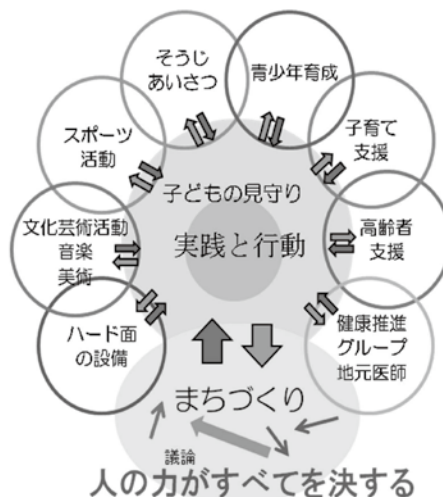 そうじ
あいさつ
青少年育成
スポーツ
活動
子育て
支援
子どもの見守り
文化芸術活動
音楽
美術
実践と行動
高齢者
支援
ハード面
の設備
健康推進
グループ
地元医師
まちづくり
議論
人の力がすべてを決する